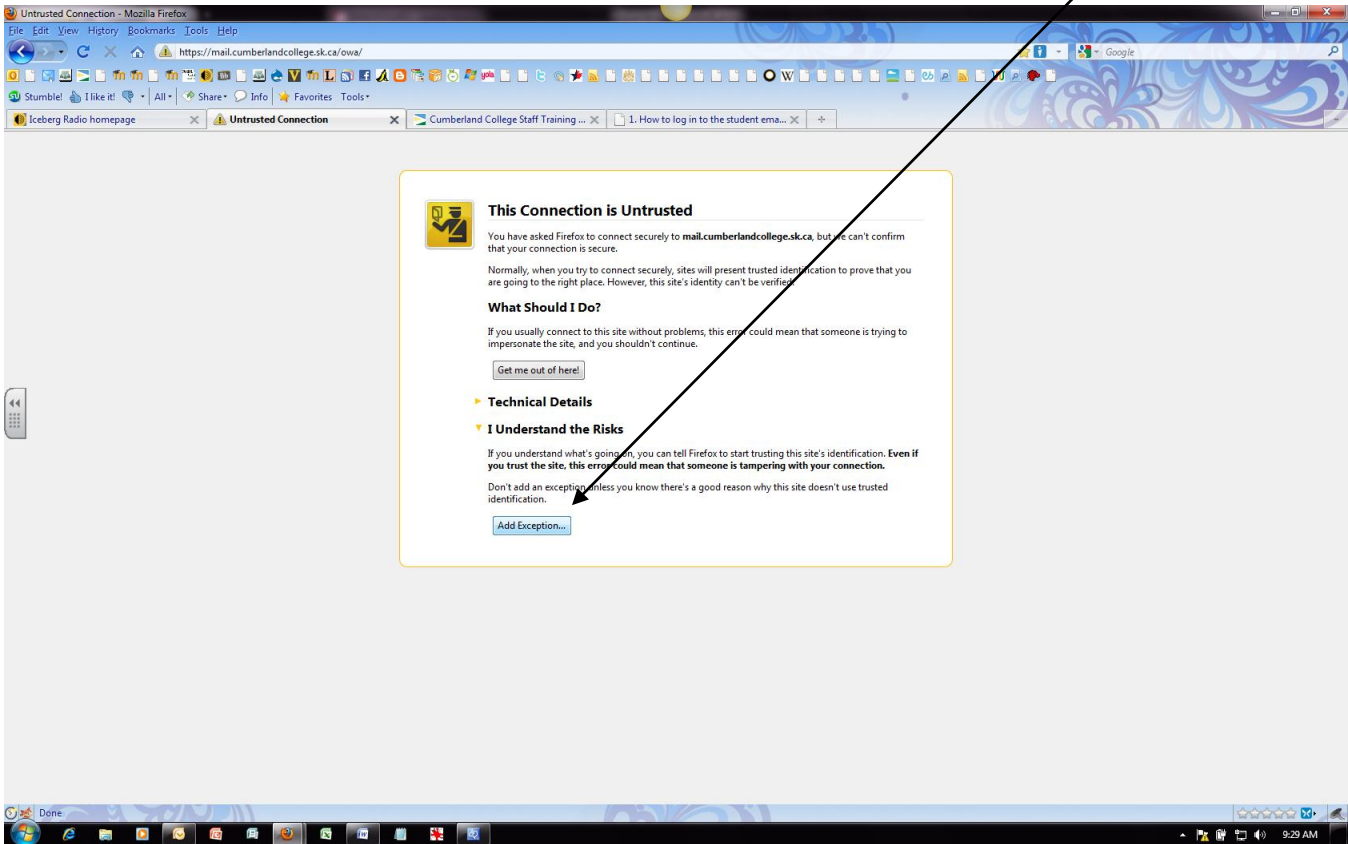 Untrusted Connection - Mozilla Firefox
File Edit View History Bookmarks Tools Help
https://mail.cumberlandcollege.sk.ca/owa/
Google
Stumble! I like it! All Share Info Favorites Tools
Iceberg Radio homepage
Untrusted Connection
Cumberland College Staff Training ...
1. How to log in to the student ema...
This Connection is Untrusted
You have asked Firefox to connect securely to mail.cumberlandcollege.sk.ca, but we can't confirm
that your connection is secure.
Normally, when you try to connect securely, sites will present trusted identification to prove that you
are going to the right place. However, this site's identity can't be verified.
What Should I Do?
If you usually connect to this site without problems, this error could mean that someone is trying to
impersonate the site, and you shouldn't continue.
Get me out of here!
Technical Details
I Understand the Risks
If you understand what's going on, you can tell Firefox to start trusting this site's identification. Even if
you trust the site, this error could mean that someone is tampering with your connection.
Don't add an exception unless you know there's a good reason why this site doesn't use trusted
identification.
Add Exception...
Done
9:29 AM